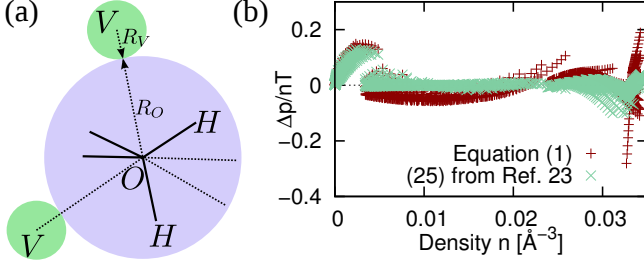 (a)
V
R_V
R_O
H
O
H
V
(b)
Δp/nT
0.2
0
-0.2
-0.4
Equation (1)
(25) from Ref. 23
0
0.01
0.02
0.03
Density n [Å⁻³]